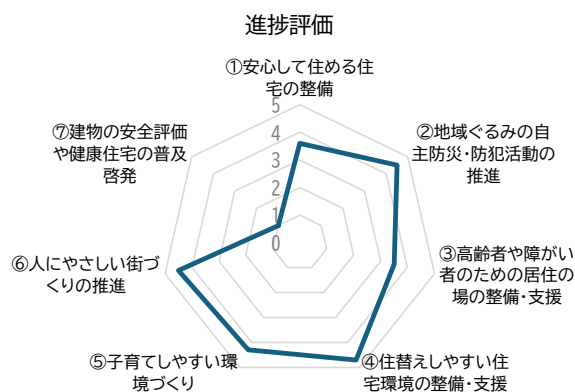 進捗評価
①安心して住める住
宅の整備
②地域ぐるみの自
主防災・防犯活動の
推進
③高齢者や障がい
者のための居住の
場の整備・支援
④住替えしやすい住
宅環境の整備・支援
⑤子育てしやすい環
境づくり
⑥人にやさしい街づ
くりの推進
⑦建物の安全評価
や健康住宅の普及
啓発
5
4
3
2
1
0